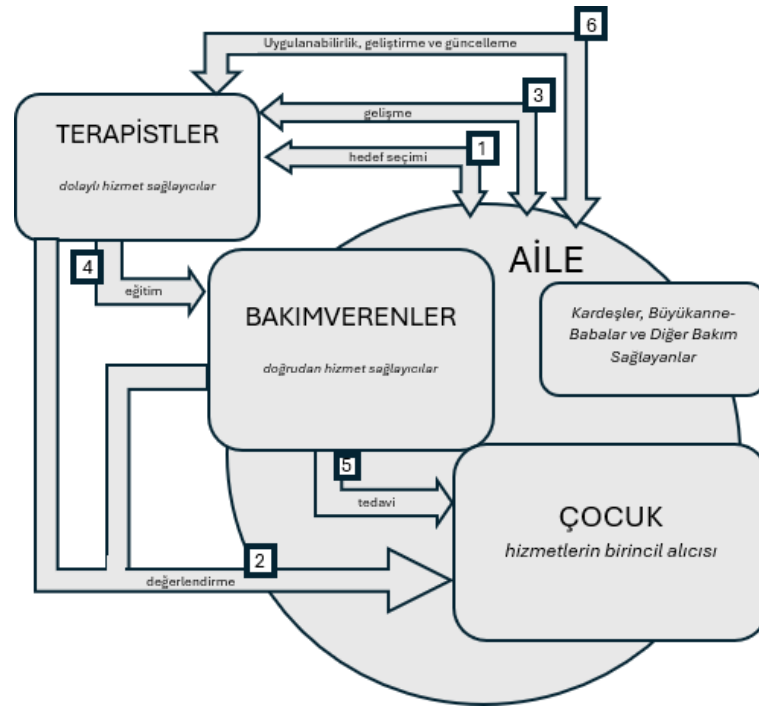 6
Uygulanabilirlik, geliştirme ve güncelleme
3
gelişme
1
hedef seçimi
TERAPİSTLER
dolaylı hizmet sağlayıcılar
4
eğitim
AİLE
Kardeşler, Büyükanne-
Babalar ve Diğer Bakım
Sağlayanlar
BAKIMVERENLER
doğrudan hizmet sağlayıcılar
5
tedavi
ÇOCUK
hizmetlerin birincil alıcısı
2
değerlendirme